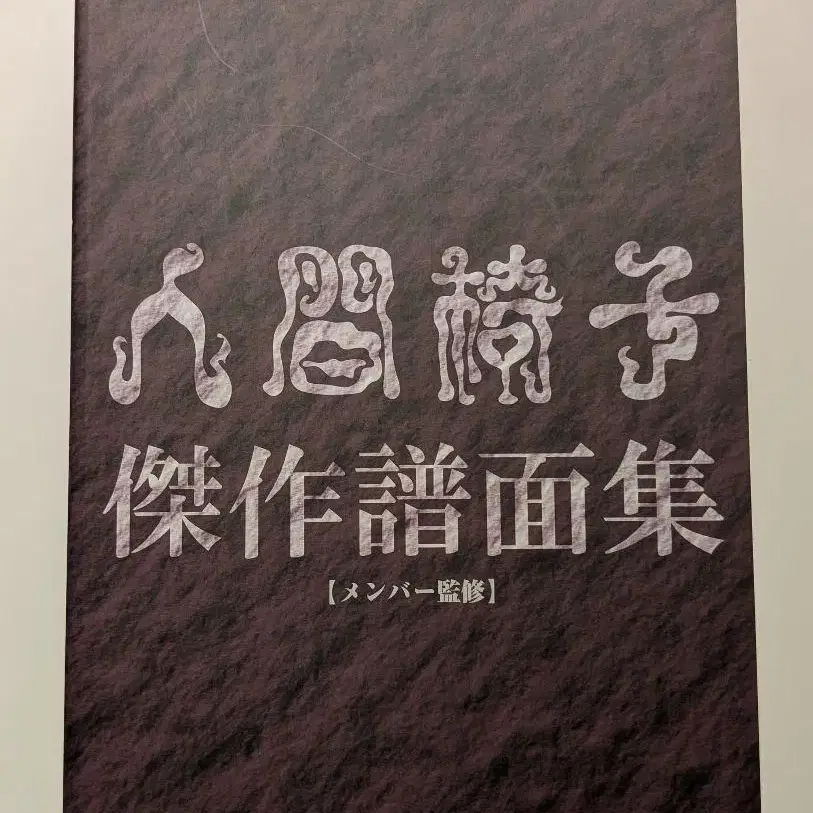 人間椅子
傑作譜面集
【メンバー監修】